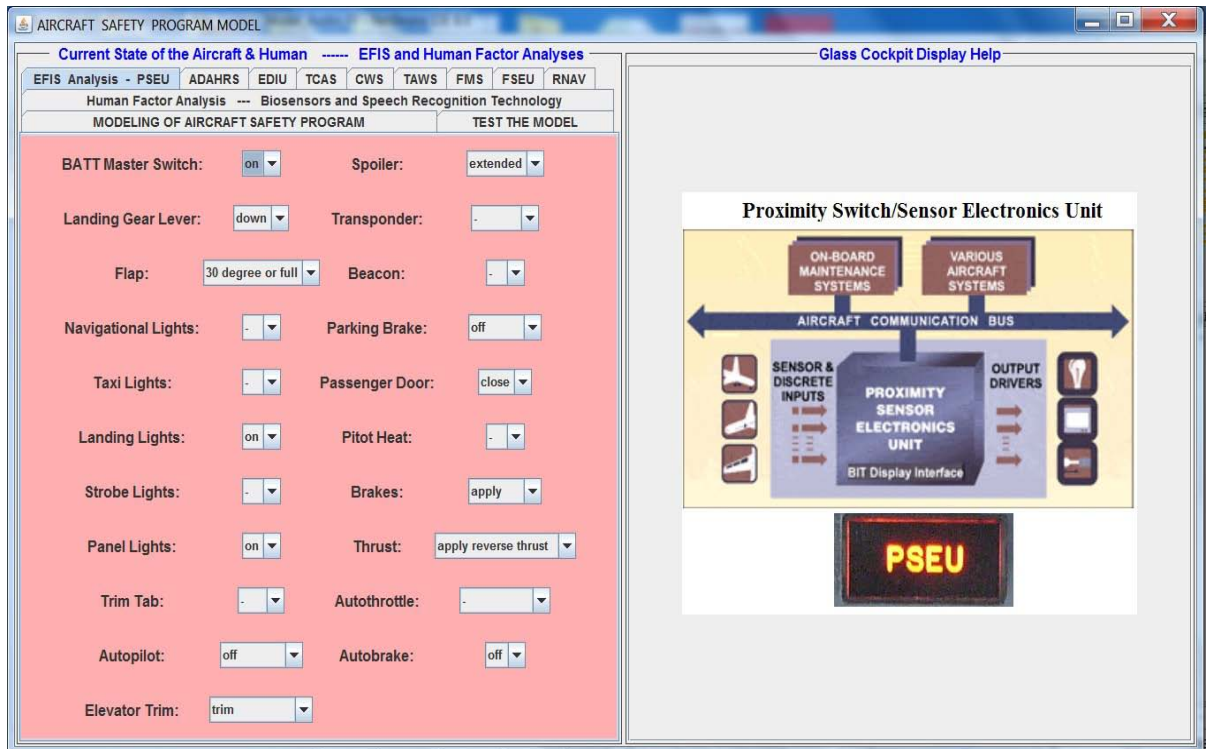 AIRCRAFT SAFETY PROGRAM MODEL
Current State of the Aircraft & Human ------ EFIS and Human Factor Analyses
EFIS Analysis - PSEU ADAHRS EDIU TCAS CWS TAWS FMS FSEU RNAV
Human Factor Analysis --- Biosensors and Speech Recognition Technology
MODELING OF AIRCRAFT SAFETY PROGRAM TEST THE MODEL
BATT Master Switch: on Spoiler: extended
Landing Gear Lever: down Transponder: -
Flap: 30 degree or full Beacon: -
Navigational Lights: - Parking Brake: off
Taxi Lights: - Passenger Door: close
Landing Lights: on Pitot Heat: -
Strobe Lights: - Brakes: apply
Panel Lights: on Thrust: apply reverse thrust
Trim Tab: - Autothrottle: -
Autopilot: off Autobrake: off
Elevator Trim: trim
Glass Cockpit Display Help
Proximity Switch/Sensor Electronics Unit
ON-BOARD
MAINTENANCE
SYSTEMS
VARIOUS
AIRCRAFT
SYSTEMS
AIRCRAFT COMMUNICATION BUS
SENSOR &
DISCRETE
INPUTS
PROXIMITY
SENSOR
ELECTRONICS
UNIT
BIT Display Interface
OUTPUT
DRIVERS
PSEU